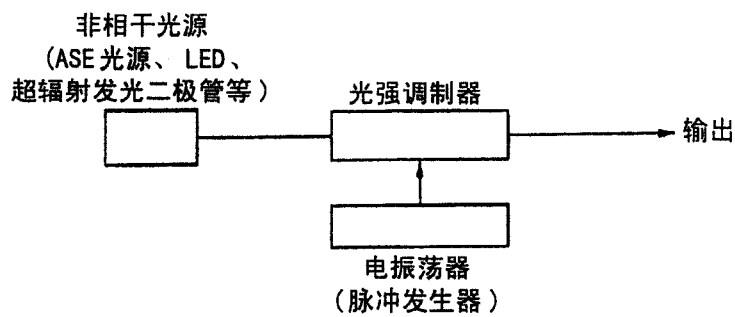 非相干光源
(ASE光源、LED、
超辐射发光二极管等)
光强调制器
输出
电振荡器
(脉冲发生器)